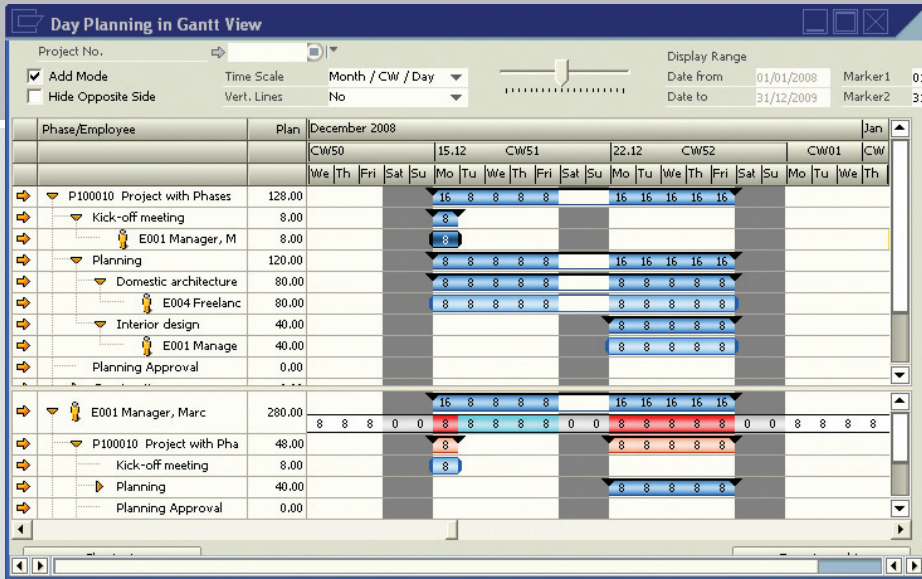 Day Planning in Gantt View
Project No.
Display Range
Add Mode Time Scale Month / CW / Day Date from 01/01/2008 Marker1 01
Hide Opposite Side Vert. Lines No Date to 31/12/2009 Marker2 31
Phase/Employee Plan December 2008 Jan
CW50 15.12 CW51 22.12 CW52 CW01 CW
We Th Fri Sat Su Mo Tu We Th Fri Sat Su Mo Tu We Th Fri Sat Su Mo Tu We Th
P100010 Project with Phases 128.00 16 8 8 8 8 16 16 16 16 16
Kick-off meeting 8.00 8
E001 Manager, M 8.00 8
Planning 120.00 8 8 8 8 8 16 16 16 16 16
Domestic architecture 80.00 8 8 8 8 8 8 8 8 8 8
E004 Freelanc 80.00 8 8 8 8 8 8 8 8 8 8
Interior design 40.00 8 8 8 8 8
E001 Manage 40.00 8 8 8 8 8
Planning Approval 0.00
16 8 8 8 8 16 16 16 16 16
E001 Manager, Marc 280.00
8 8 8 0 0 8 8 8 8 8 0 0 8 8 8 8 8 0 0 8 8 8 8
P100010 Project with Pha 48.00 8 8 8 8 8 8
Kick-off meeting 8.00 8
Planning 40.00 8 8 8 8 8
Planning Approval 0.00